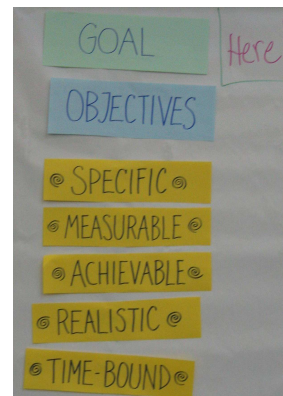 GOAL
Here
OBJECTIVES
SPECIFIC
MEASURABLE
ACHIEVABLE
REALISTIC
TIME-BOUND